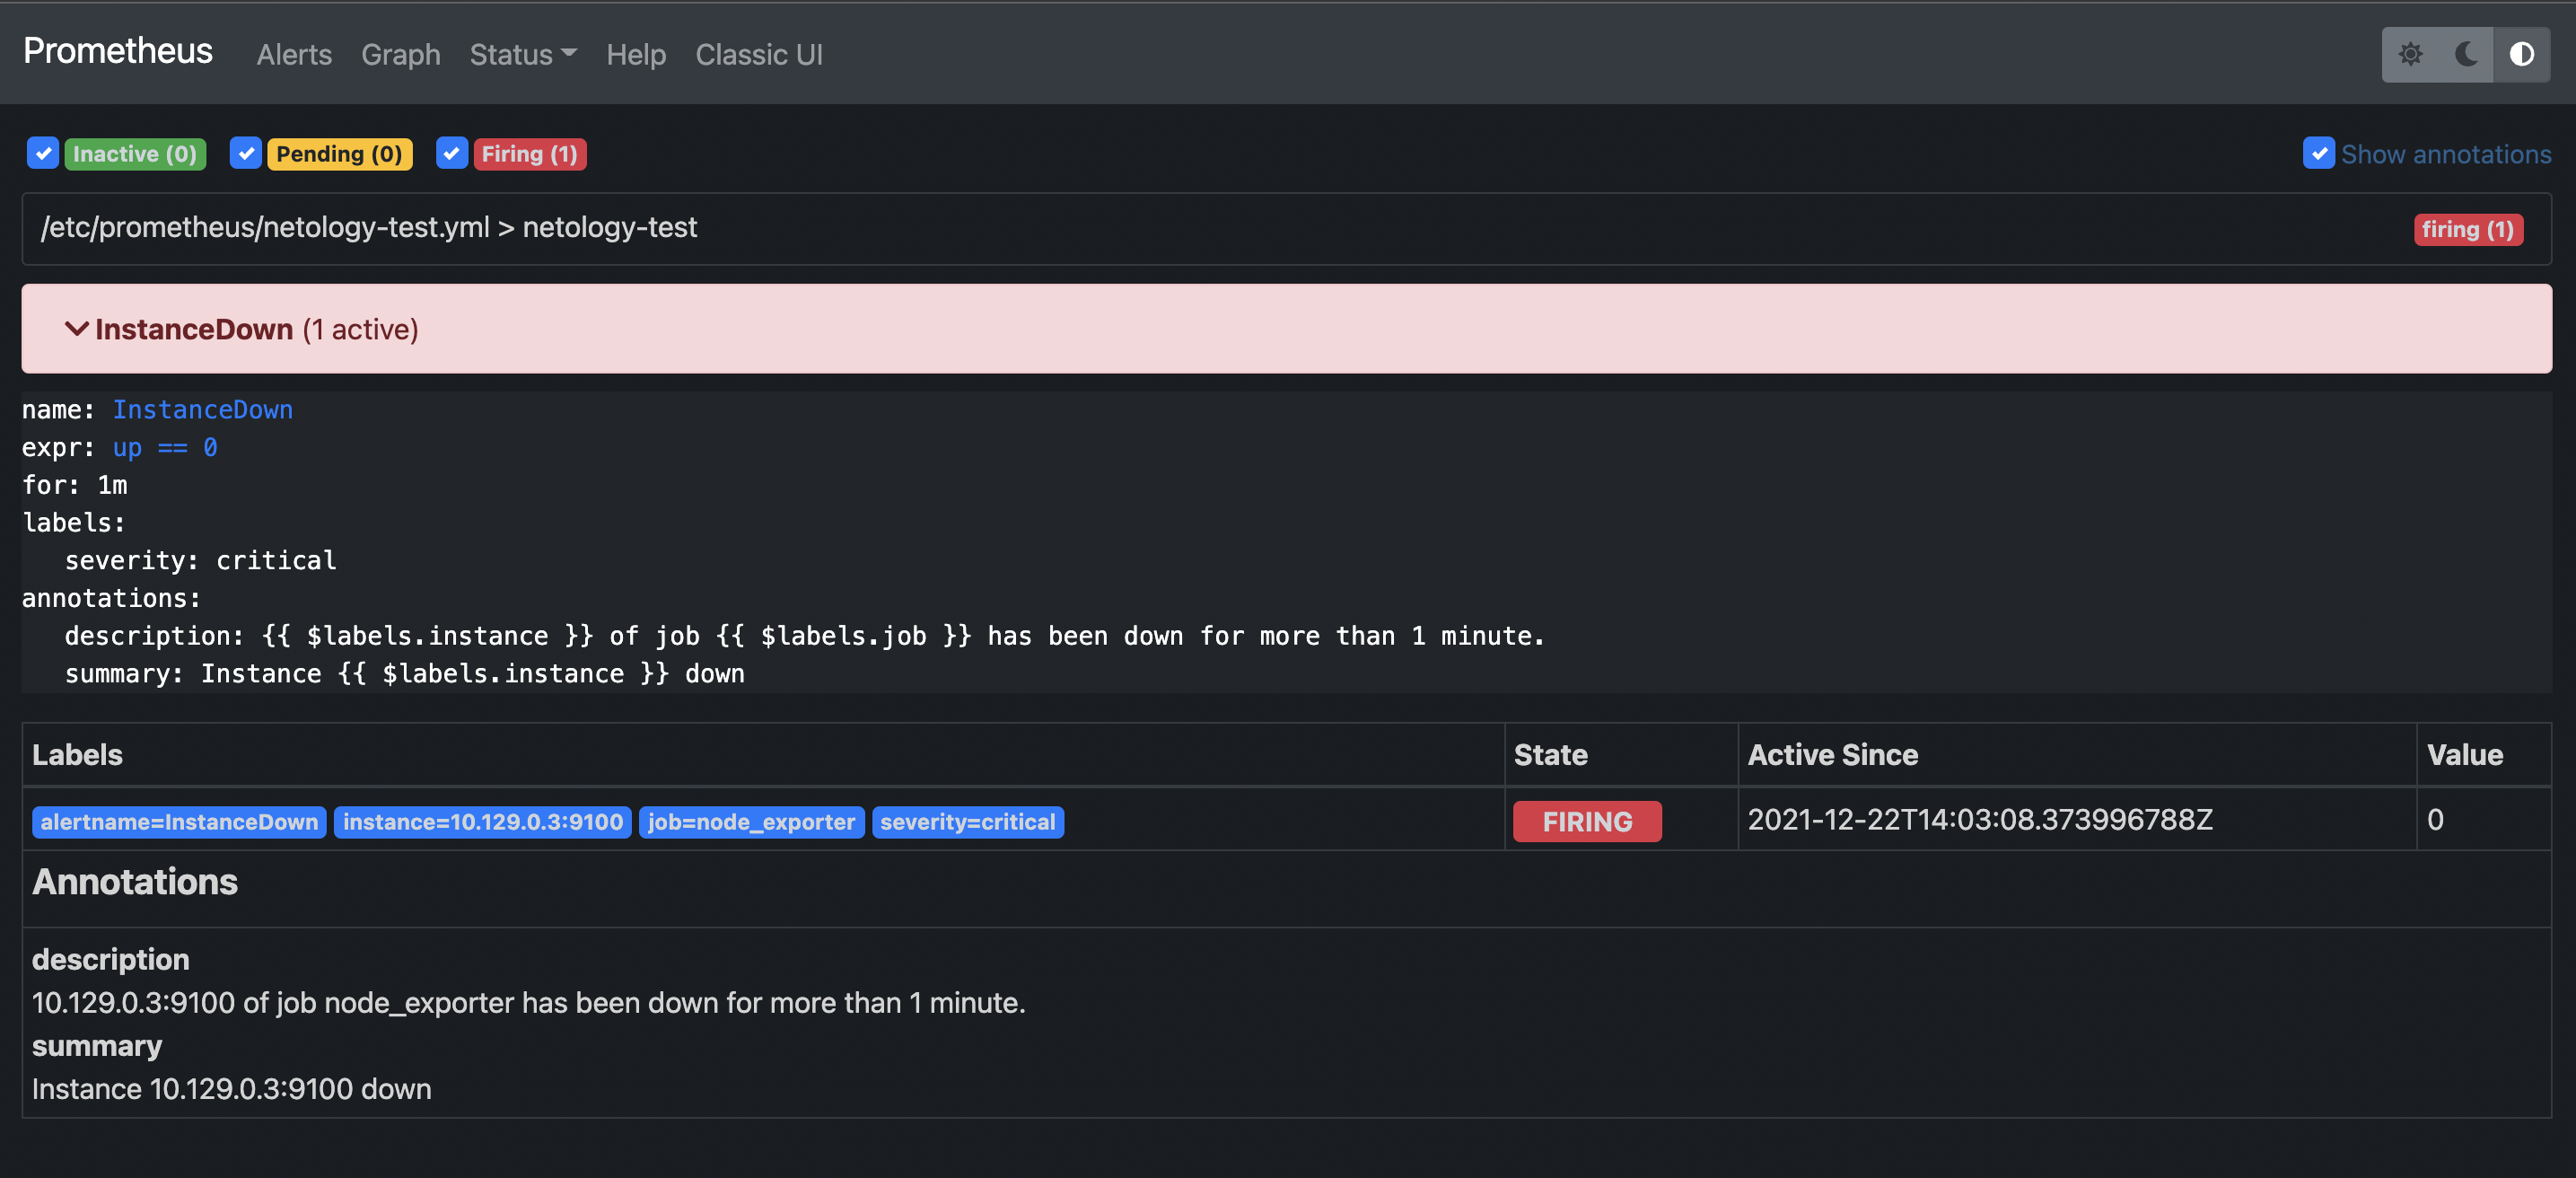 Prometheus Alerts Graph Status Help Classic UI
Inactive (0) Pending (0) Firing (1) Show annotations
/etc/prometheus/netology-test.yml > netology-test firing (1)
InstanceDown (1 active)
name: InstanceDown
expr: up == 0
for: 1m
labels:
severity: critical
annotations:
description: {{ $labels.instance }} of job {{ $labels.job }} has been down for more than 1 minute.
summary: Instance {{ $labels.instance }} down
Labels State Active Since Value
alertname=InstanceDown instance=10.129.0.3:9100 job=node_exporter severity=critical FIRING 2021-12-22T14:03:08.373996788Z 0
Annotations
description
10.129.0.3:9100 of job node_exporter has been down for more than 1 minute.
summary
Instance 10.129.0.3:9100 down